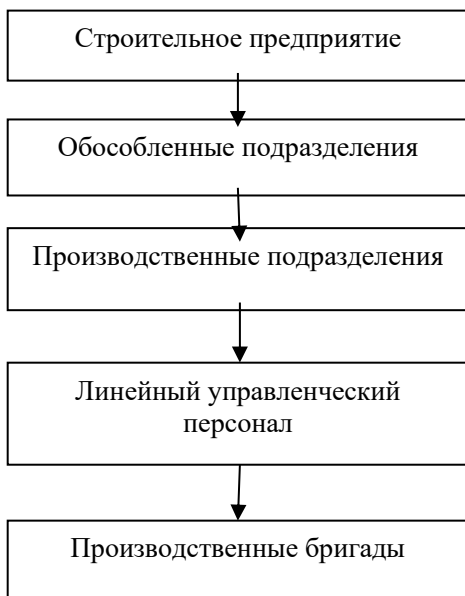 Строительное предприятие
Обособленные подразделения
Производственные подразделения
Линейный управленческий
персонал
Производственные бригады